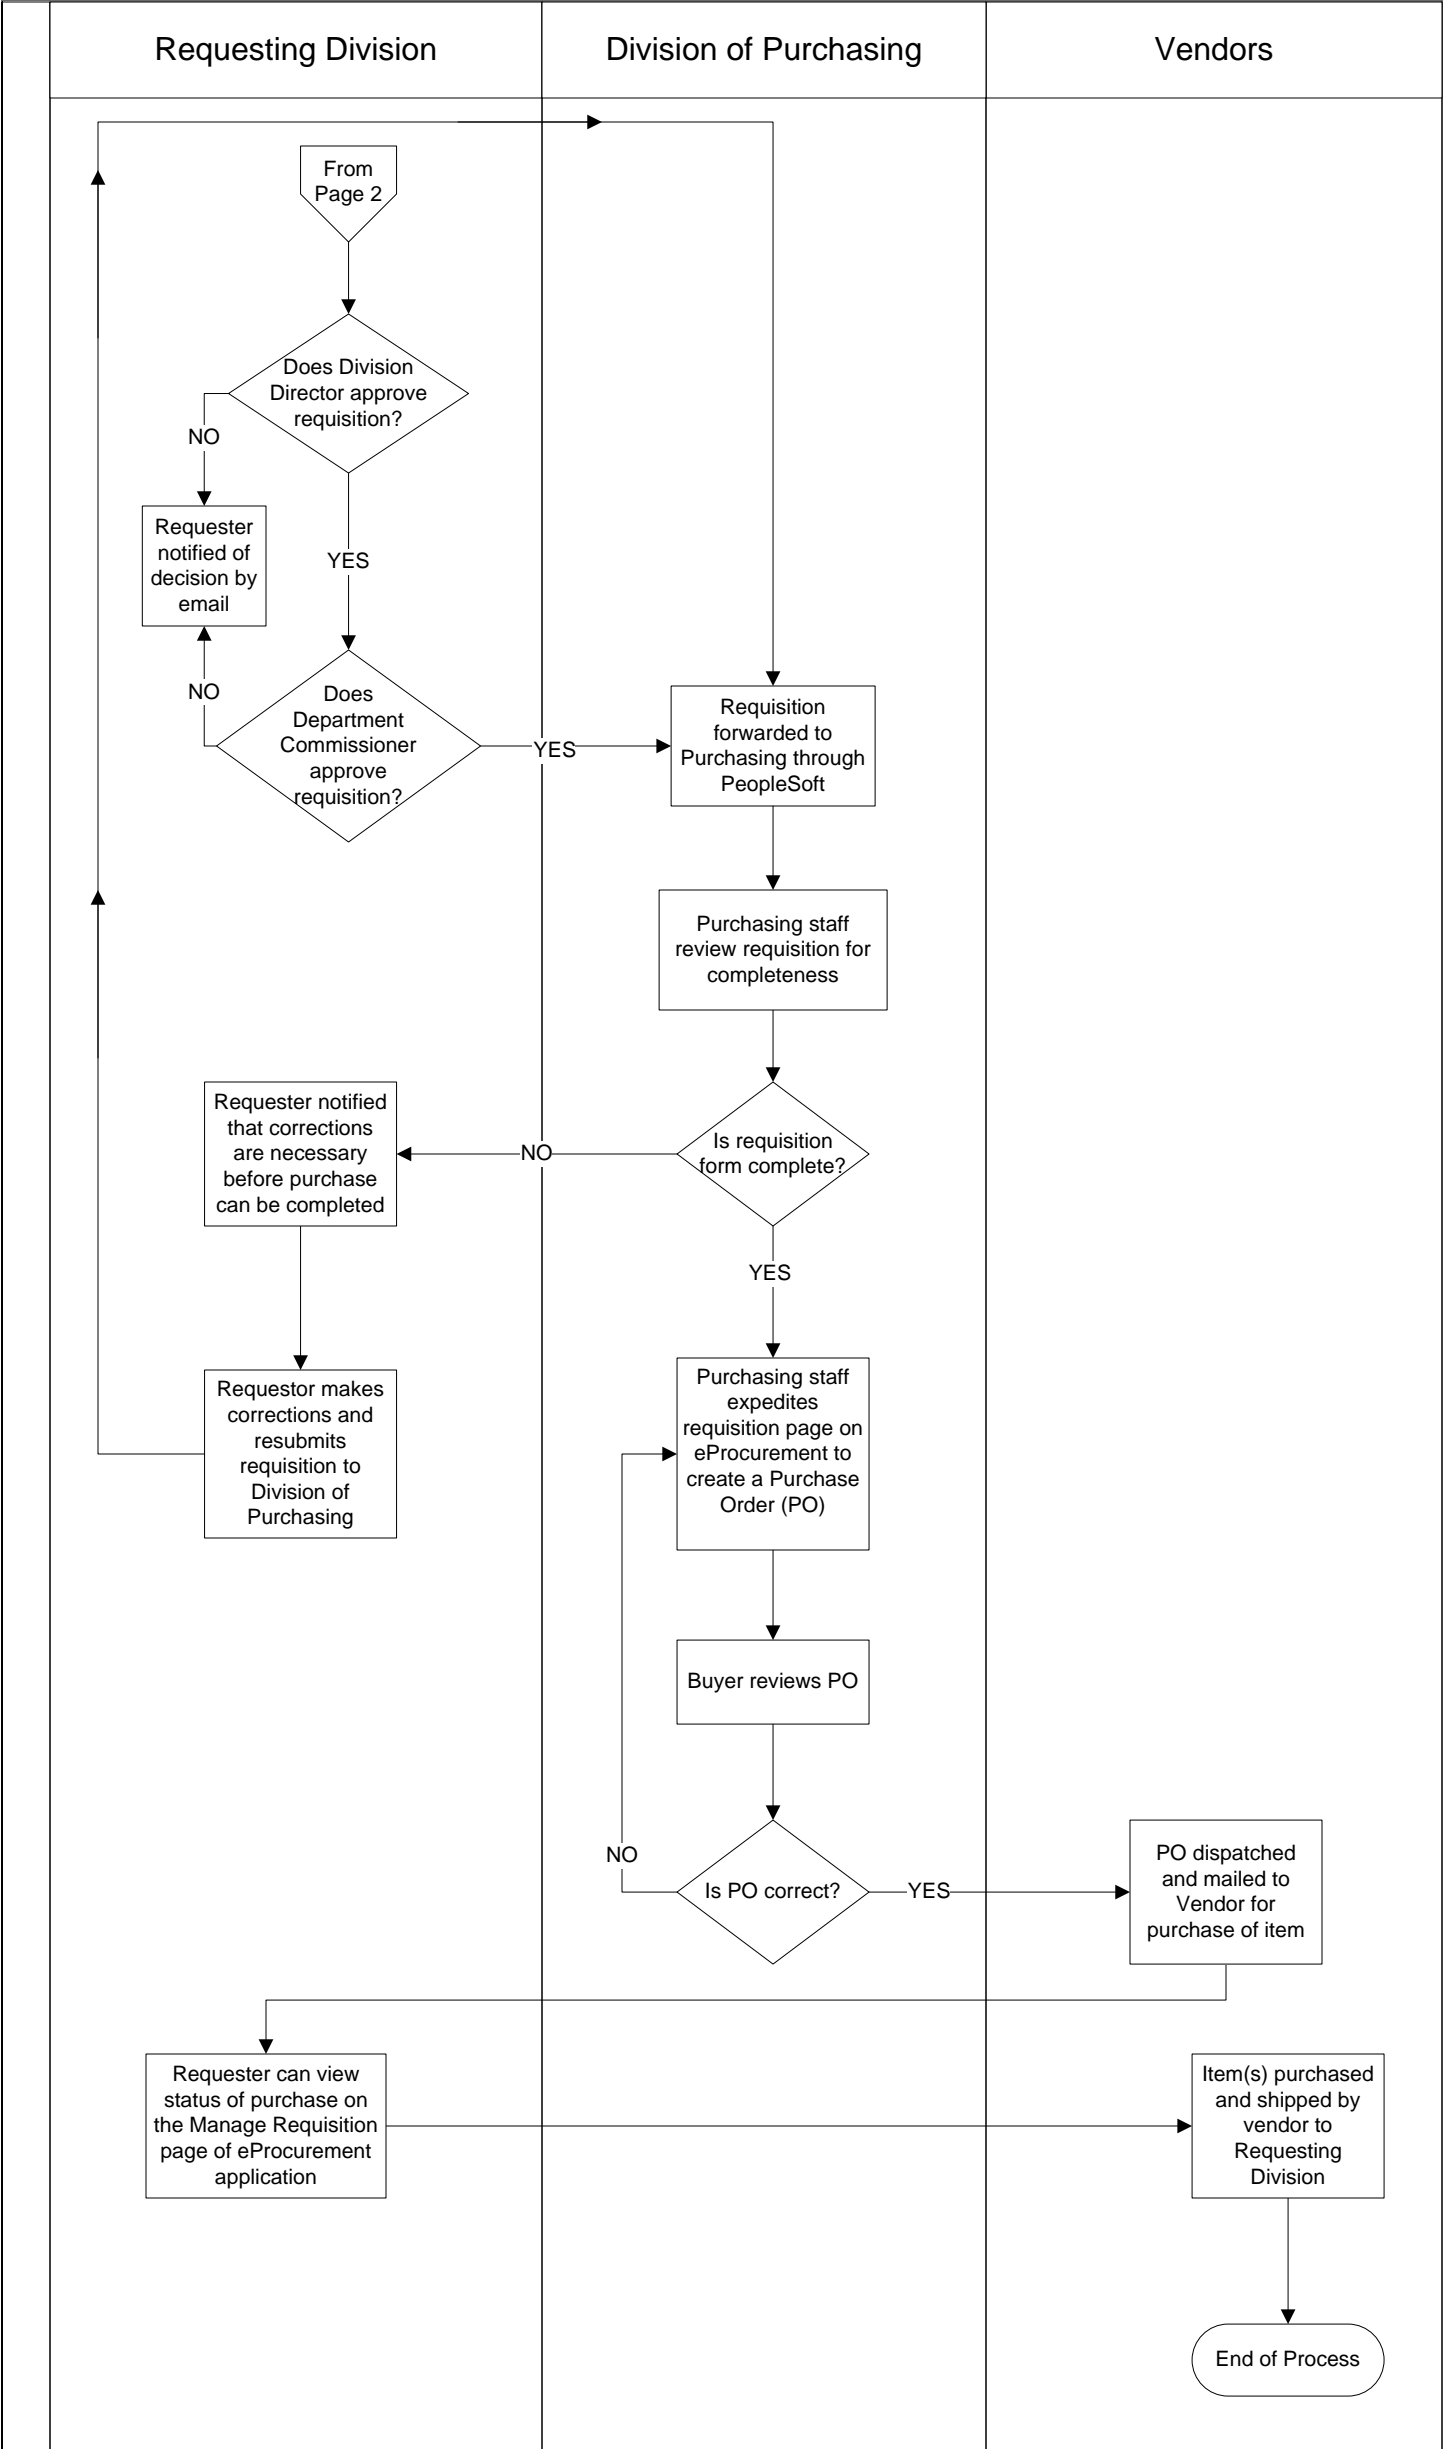 Requesting Division
Division of Purchasing
Vendors
From
Page 2
Does Division
Director approve
requisition?
NO
Requester
notified of
decision by
email
YES
NO
Does
Department
Commissioner
approve
requisition?
YES
Requisition
forwarded to
Purchasing through
PeopleSoft
Purchasing staff
review requisition for
completeness
Is requisition
form complete?
NO
Requester notified
that corrections
are necessary
before purchase
can be completed
YES
Requestor makes
corrections and
resubmits
requisition to
Division of
Purchasing
Purchasing staff
expedites
requisition page on
eProcurement to
create a Purchase
Order (PO)
Buyer reviews PO
NO
Is PO correct?
YES
PO dispatched
and mailed to
Vendor for
purchase of item
Requester can view
status of purchase on
the Manage Requisition
page of eProcurement
application
Item(s) purchased
and shipped by
vendor to
Requesting
Division
End of Process